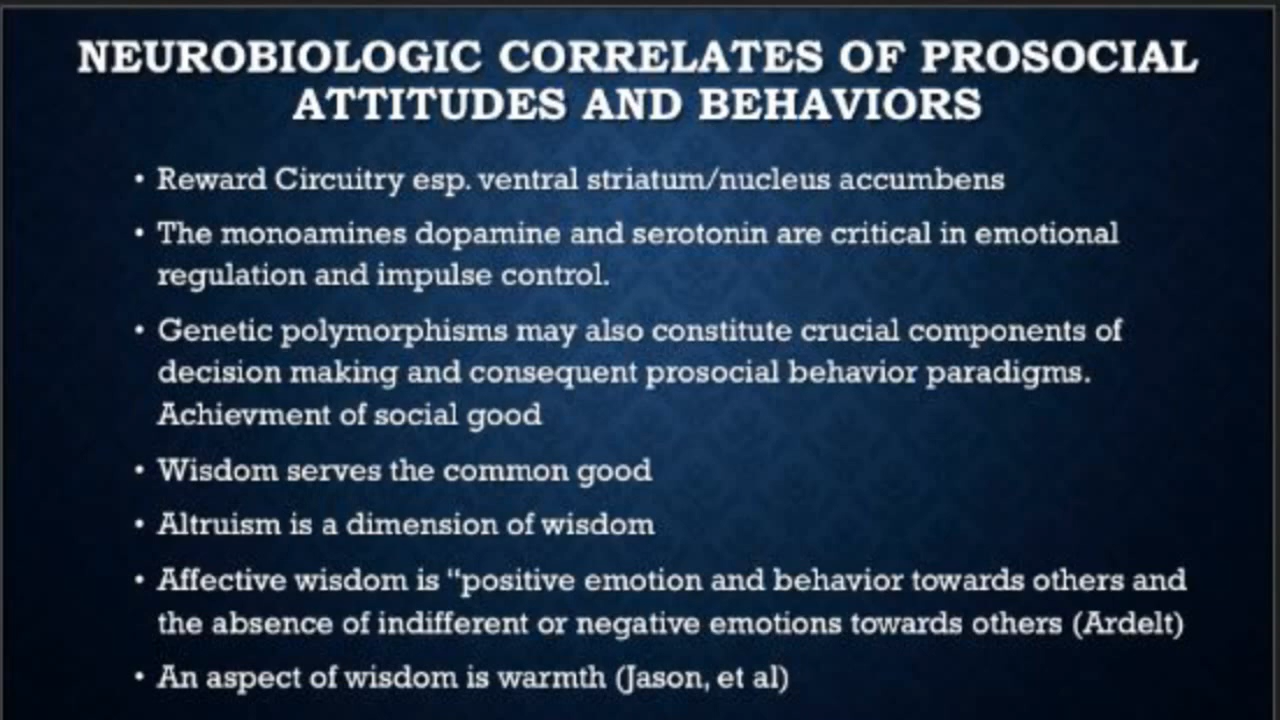 NEUROBIOLOGIC CORRELATES OF PROSOCIAL
ATTITUDES AND BEHAVIORS
• Reward Circuitry esp. ventral striatum/nucleus accumbens
• The monoamines dopamine and serotonin are critical in emotional
regulation and impulse control.
• Genetic polymorphisms may also constitute crucial components of
decision making and consequent prosocial behavior paradigms.
Achievment of social good
• Wisdom serves the common good
• Altruism is a dimension of wisdom
• Affective wisdom is “positive emotion and behavior towards others and
the absence of indifferent or negative emotions towards others (Ardelt)
• An aspect of wisdom is warmth (Jason, et al)